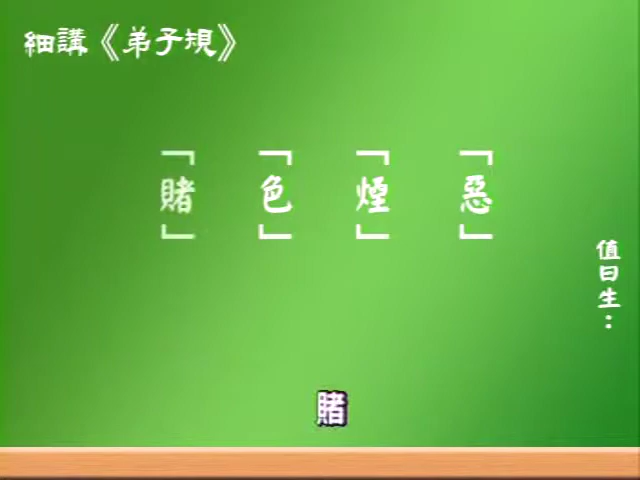 細講《弟子規》
「惡」
「煙」
「色」
「賭」
值日生：
賭